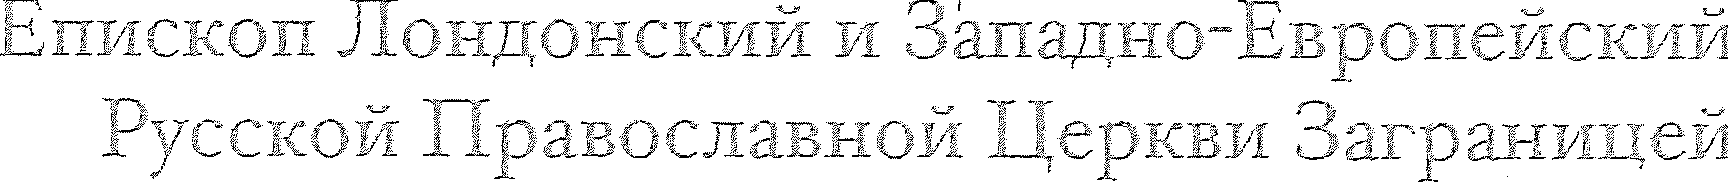 Епископ Лондонский и Западно-Европейский
Русской Православной Церкви Заграницей